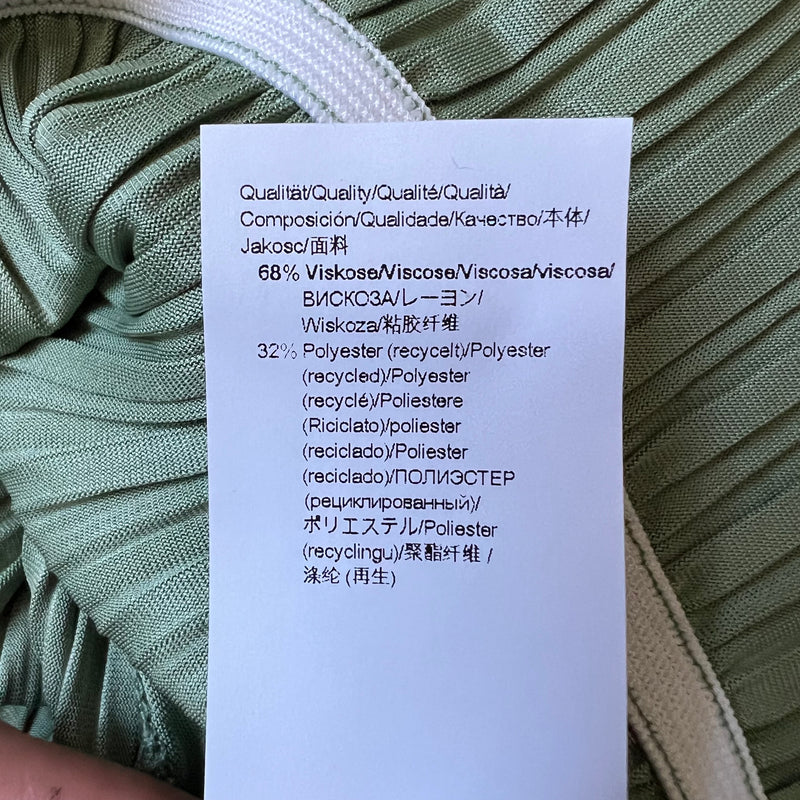 Qualität/Quality/Qualité/Qualità/
Composición/Qualidade/Качество/本体/
Jakosc/面料
68% Viskose/Viscose/Viscosa/viscosa/
ВИСКОЗА/レーヨン/
Wiskoza/粘胶纤维
32% Polyester (recycelt)/Polyester
(recycled)/Polyester
(recyclé)/Poliestere
(Riciclato)/poliester
(reciclado)/Poliester
(reciclado)/ПОЛИЭСТЕР
(рециклированный)/
ポリエステル/Poliester
(recyclingu)/聚酯纤维 /
涤纶 (再生)